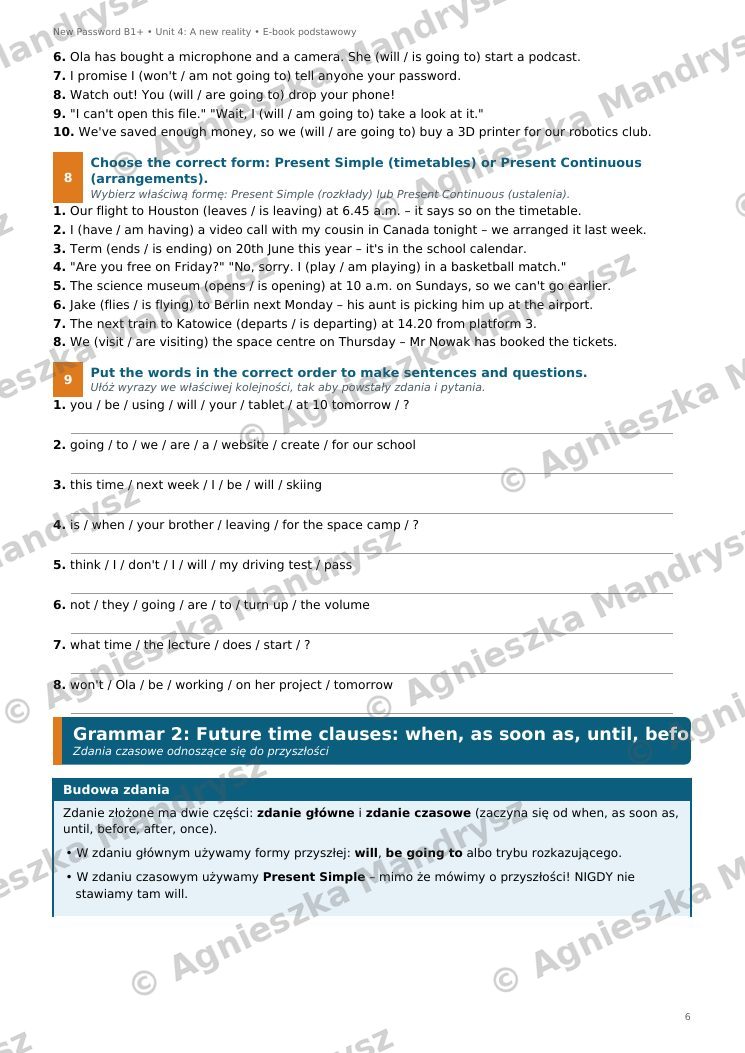 New Password B1+ • Unit 4: A new reality • E-book podstawowy
6. Ola has bought a microphone and a camera. She (will / is going to) start a podcast.
7. I promise I (won't / am not going to) tell anyone your password.
8. Watch out! You (will / are going to) drop your phone!
9. "I can't open this file." "Wait, I (will / am going to) take a look at it."
10. We've saved enough money, so we (will / are going to) buy a 3D printer for our robotics club.
8
Choose the correct form: Present Simple (timetables) or Present Continuous
(arrangements).
Wybierz właściwą formę: Present Simple (rozkłady) lub Present Continuous (ustalenia).
1. Our flight to Houston (leaves / is leaving) at 6.45 a.m. – it says so on the timetable.
2. I (have / am having) a video call with my cousin in Canada tonight – we arranged it last week.
3. Term (ends / is ending) on 20th June this year – it's in the school calendar.
4. "Are you free on Friday?" "No, sorry. I (play / am playing) in a basketball match."
5. The science museum (opens / is opening) at 10 a.m. on Sundays, so we can't go earlier.
6. Jake (flies / is flying) to Berlin next Monday – his aunt is picking him up at the airport.
7. The next train to Katowice (departs / is departing) at 14.20 from platform 3.
8. We (visit / are visiting) the space centre on Thursday – Mr Nowak has booked the tickets.
9
Put the words in the correct order to make sentences and questions.
Ułóż wyrazy we właściwej kolejności, tak aby powstały zdania i pytania.
1. you / be / using / will / your / tablet / at 10 tomorrow / ?
2. going / to / we / are / a / website / create / for our school
3. this time / next week / I / be / will / skiing
4. is / when / your brother / leaving / for the space camp / ?
5. think / I / don't / I / will / my driving test / pass
6. not / they / going / are / to / turn up / the volume
7. what time / the lecture / does / start / ?
8. won't / Ola / be / working / on her project / tomorrow
Grammar 2: Future time clauses: when, as soon as, until, befo
Zdania czasowe odnoszące się do przyszłości
Budowa zdania
Zdanie złożone ma dwie części: zdanie główne i zdanie czasowe (zaczyna się od when, as soon as,
until, before, after, once).
• W zdaniu głównym używamy formy przyszłej: will, be going to albo trybu rozkazującego.
• W zdaniu czasowym używamy Present Simple – mimo że mówimy o przyszłości! NIGDY nie
stawiamy tam will.
6
© Agnieszka Mandrysz